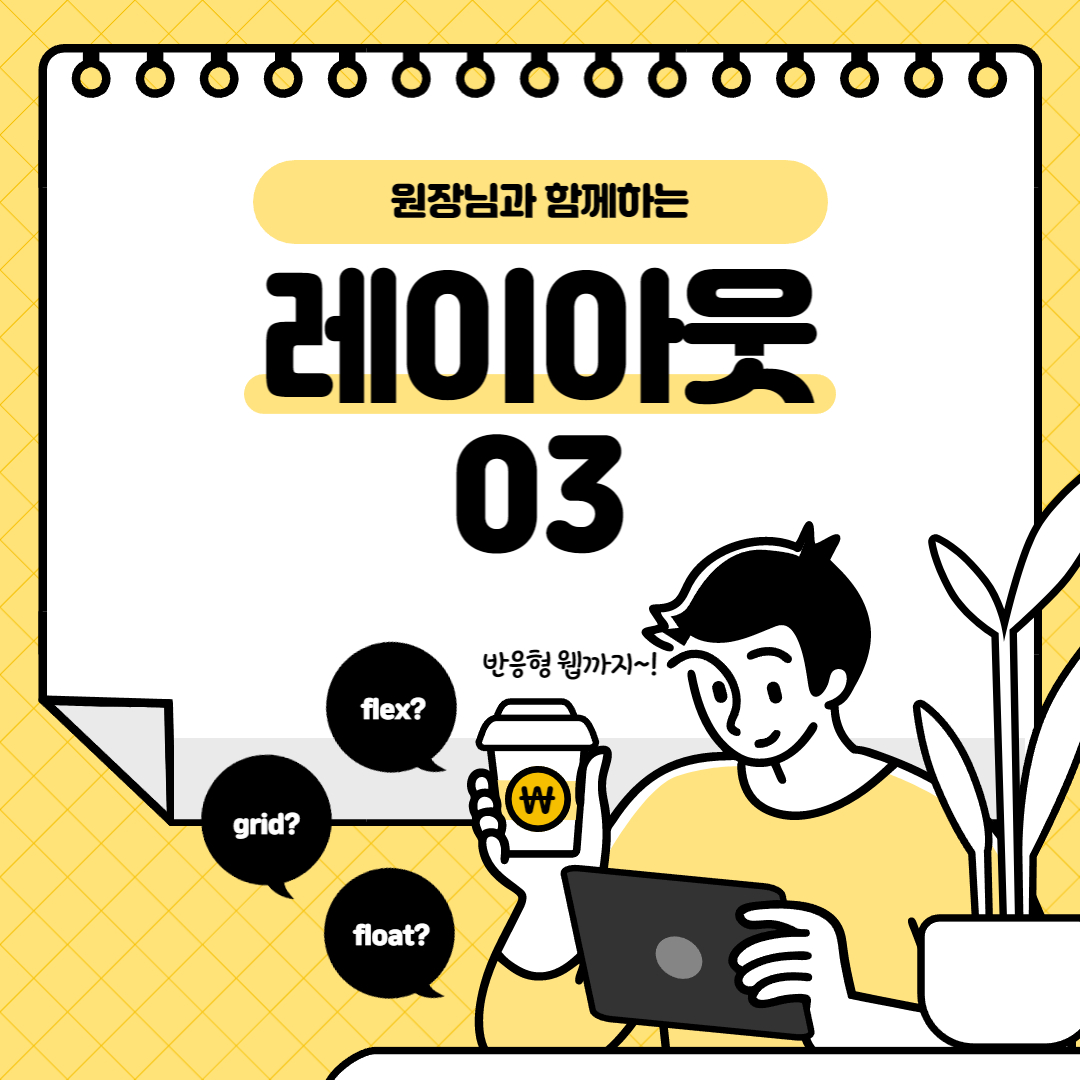 원장님과 함께하는
레이아웃
03
반응형 웹까지~!
flex?
₩
grid?
float?